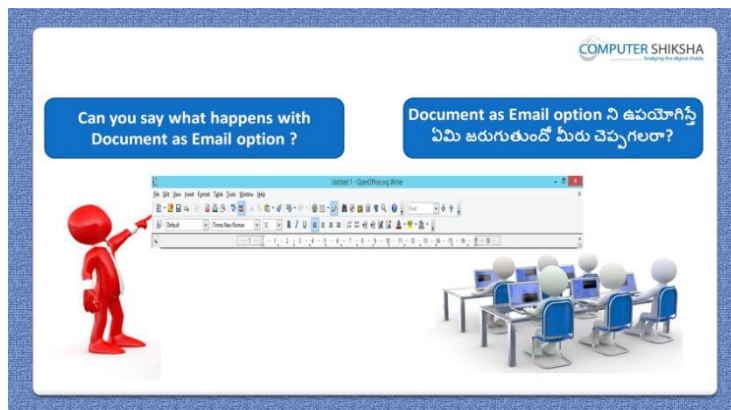 COMPUTER SHIKSHA
bridging the digital divide
Can you say what happens with
Document as Email option ?
Document as Email option ని ఉపయోగిస్తే
ఏమి జరుగుతుందో మీరు చెప్పగలరా?
Untitled 1 - OpenOffice.org Writer
File Edit View Insert Format Table Tools Window Help
Find
Default Times New Roman 12 B I U